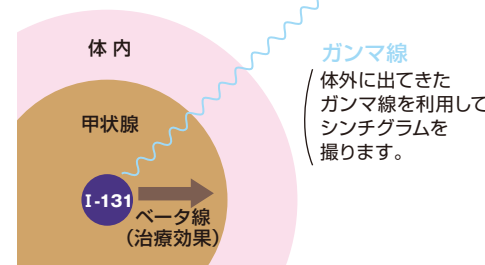 体内
甲状腺
I-131
ベータ線
（治療効果）
ガンマ線
体外に出てきた
ガンマ線を利用して
シンチグラムを
撮ります。